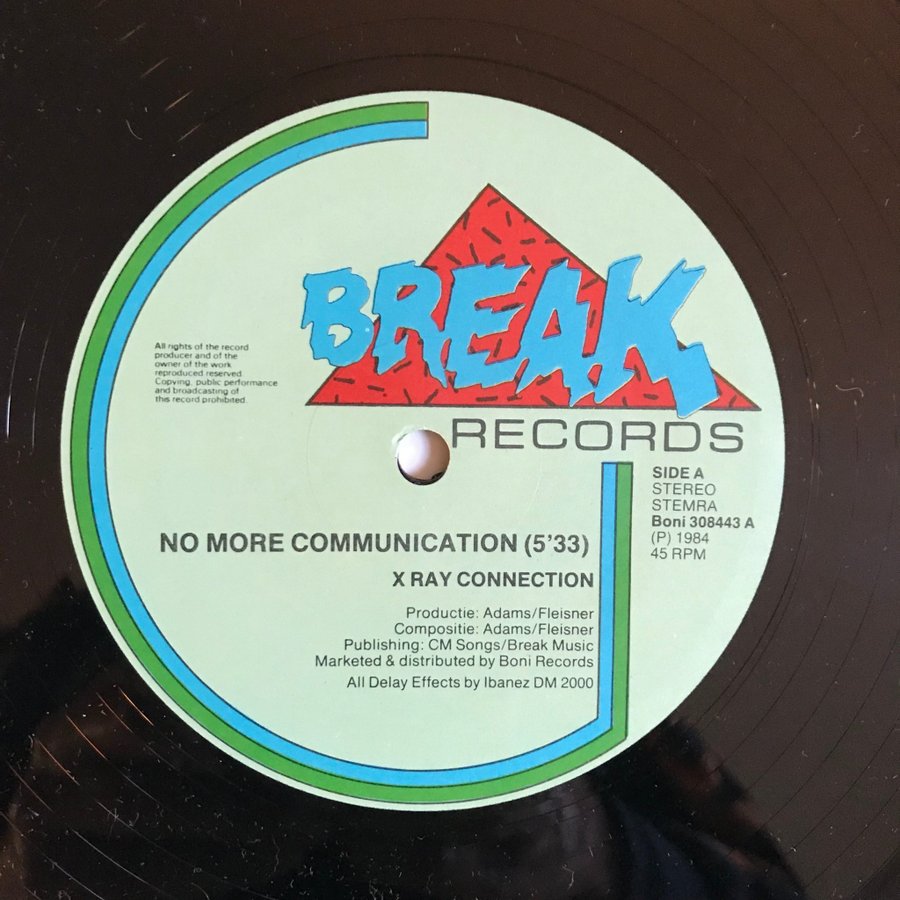 BREAK
RECORDS
All rights of the record
producer and of the
owner of the work
reproduced reserved.
Copying, public performance
and broadcasting of
this record prohibited.
SIDE A
STEREO
STEMRA
Boni 308443 A
(P) 1984
45 RPM
NO MORE COMMUNICATION (5'33)
X RAY CONNECTION
Productie: Adams/Fleisner
Compositie: Adams/Fleisner
Publishing: CM Songs/Break Music
Marketed & distributed by Boni Records
All Delay Effects by Ibanez DM 2000